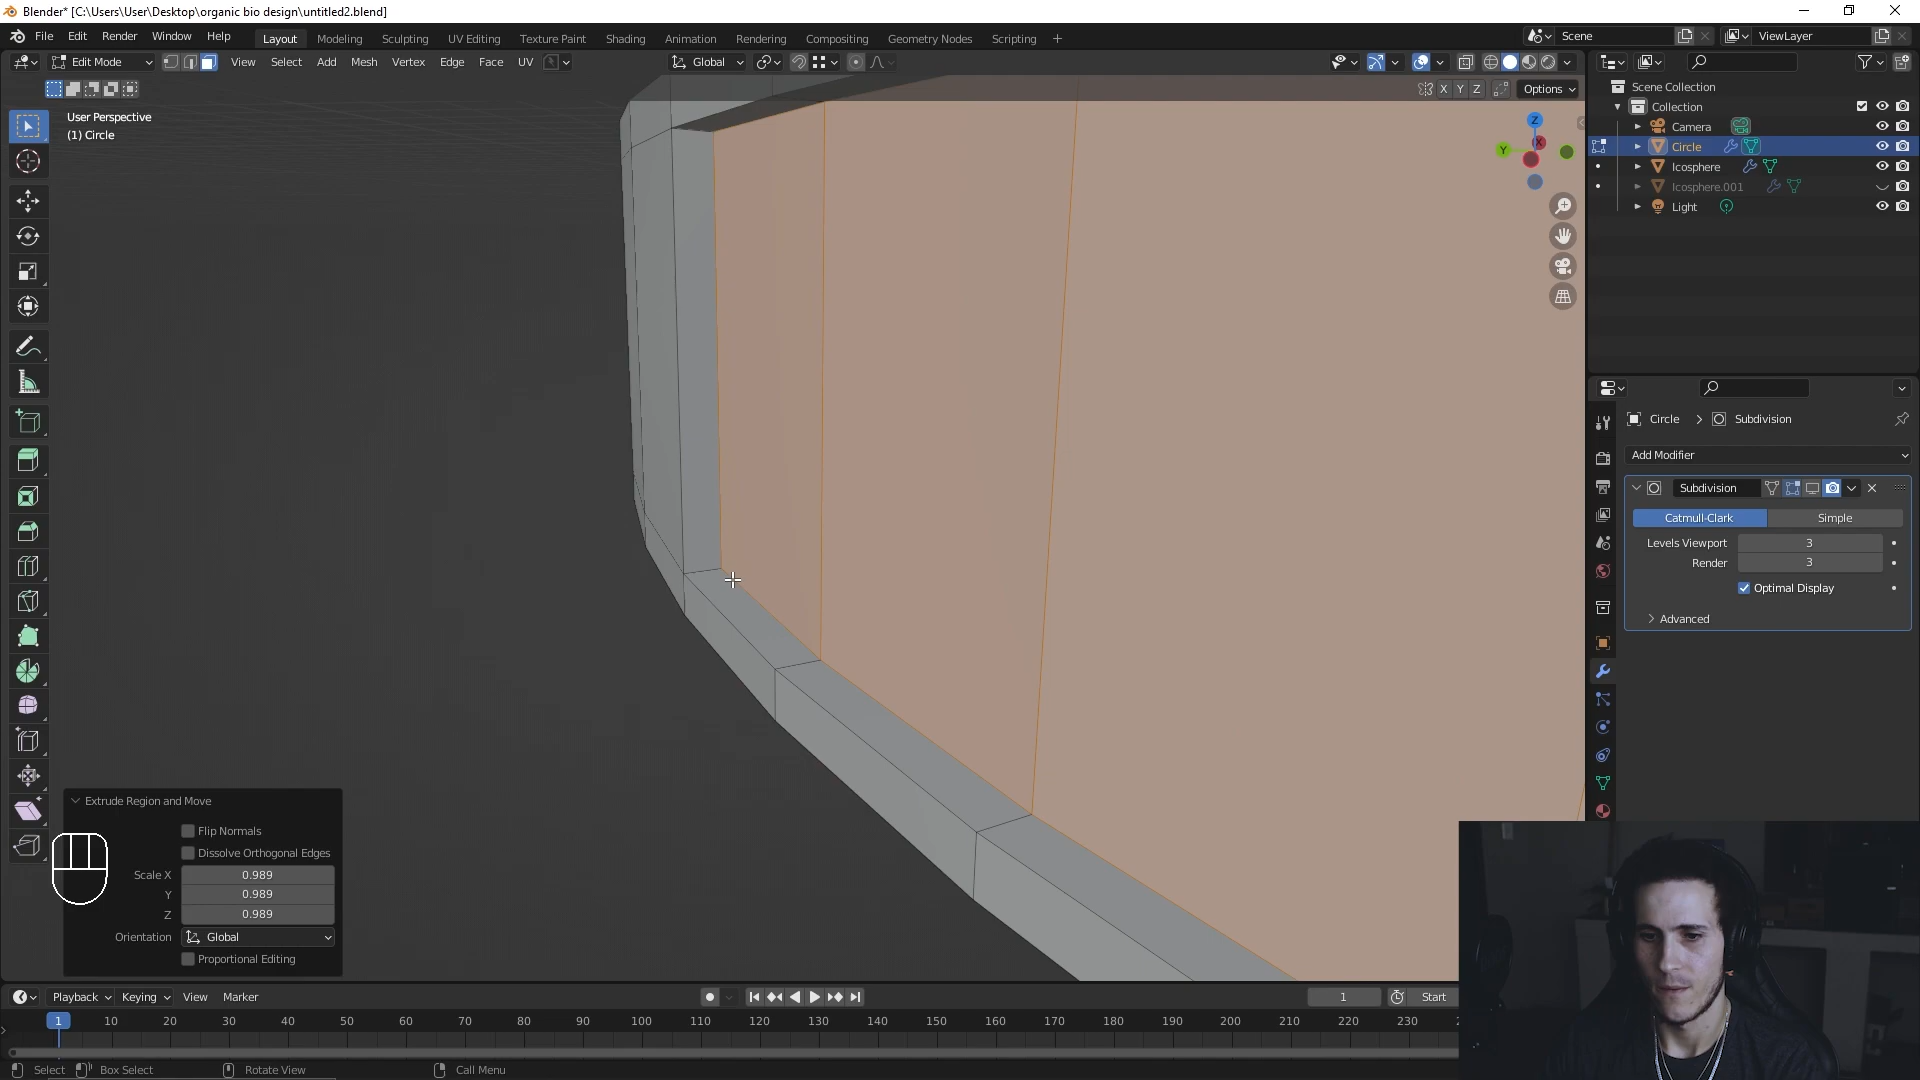 Blender* [C:\Users\User\Desktop\organic bio design\untitled2.blend]
File Edit Render Window Help Layout Modeling Sculpting UV Editing Texture Paint Shading Animation Rendering Compositing Geometry Nodes Scripting + Scene ViewLayer
Edit Mode View Select Add Mesh Vertex Edge Face UV Global
X Y Z Options
User Perspective
(1) Circle
Z
Y
X
Scene Collection
Collection
Camera
Circle
Icosphere
Icosphere.001
Light
Circle > Subdivision
Add Modifier
Subdivision
Catmull-Clark Simple
Levels Viewport 3
Render 3
Optimal Display
Advanced
Extrude Region and Move
Flip Normals
Dissolve Orthogonal Edges
Scale X 0.989
Y 0.989
Z 0.989
Orientation Global
Proportional Editing
Playback Keying View Marker 1 Start
1 10 20 30 40 50 60 70 80 90 100 110 120 130 140 150 160 170 180 190 200 210 220 230
Select Box Select Rotate View Call Menu